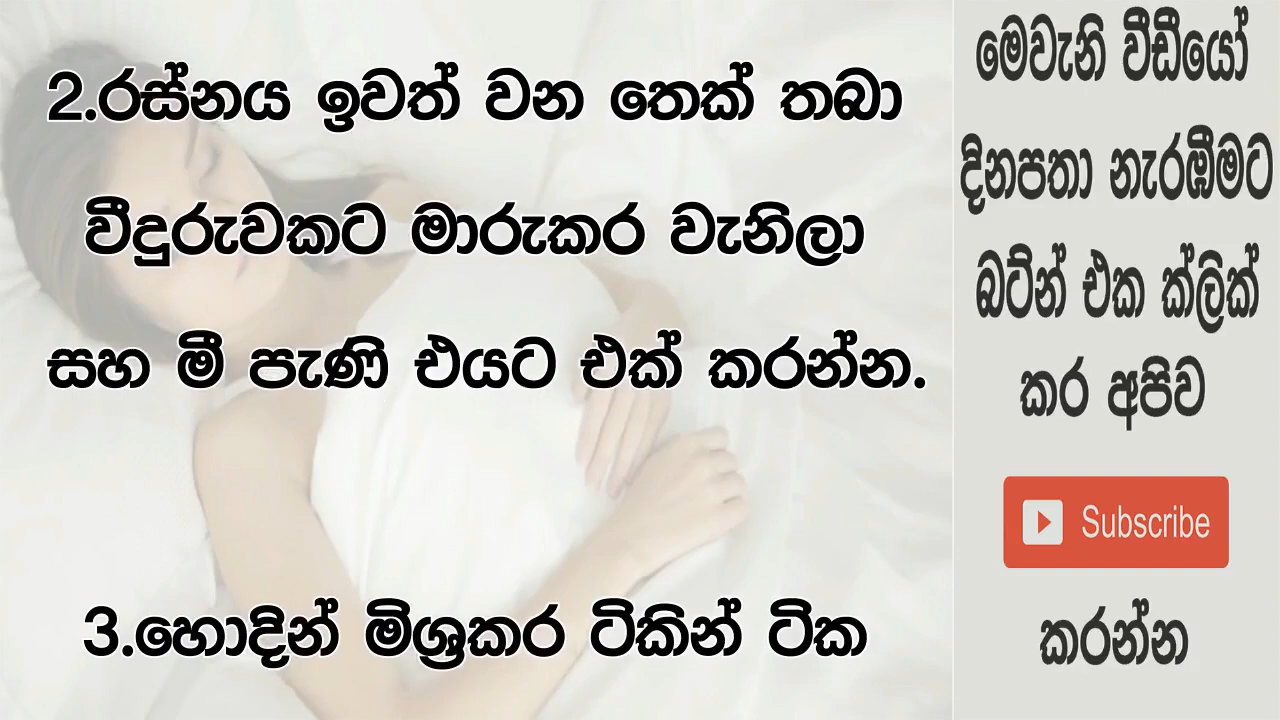 2.රස්නය ඉවත් වන තෙක් තබා
වීදුරුවකට මාරුකර වැනිලා
සහ මී පැණි එයට එක් කරන්න.
3.හොදින් මිශ්‍රකර ටිකින් ටික
මෙවැනි වීඩීයෝ
දිනපතා නැරඹීමට
බටින් එක ක්ලික්
කර අපිව
Subscribe
කරන්න